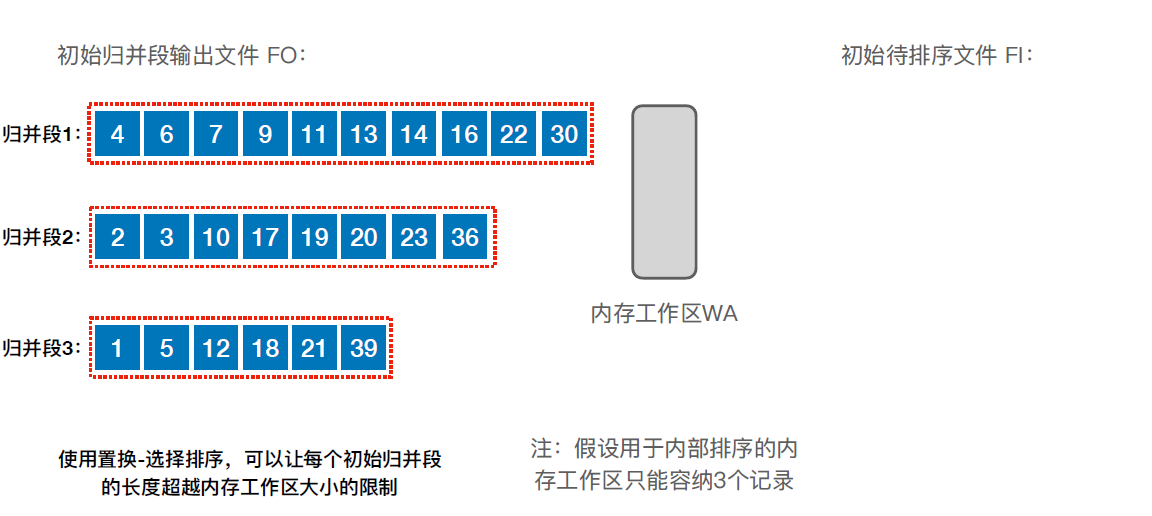 初始归并段输出文件 FO：
初始待排序文件 FI：
归并段1：
4 6 7 9 11 13 14 16 22 30
归并段2：
2 3 10 17 19 20 23 36
内存工作区WA
归并段3：
1 5 12 18 21 39
使用置换-选择排序，可以让每个初始归并段
的长度超越内存工作区大小的限制
注：假设用于内部排序的内
存工作区只能容纳3个记录